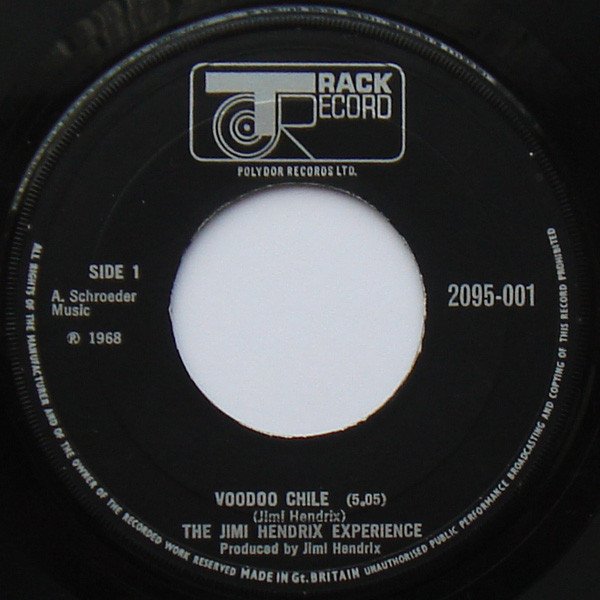 TRACK
RECORD
POLYDOR RECORDS LTD.
SIDE 1
A. Schroeder
Music
℗ 1968
2095-001
VOODOO CHILE (5.05)
(Jimi Hendrix)
THE JIMI HENDRIX EXPERIENCE
Produced by Jimi Hendrix
ALL RIGHTS OF THE MANUFACTURER AND OF THE OWNER OF THE RECORDED WORK RESERVED MADE IN Gt. BRITAIN UNAUTHORISED PUBLIC PERFORMANCE BROADCASTING AND COPYING OF THIS RECORD PROHIBITED